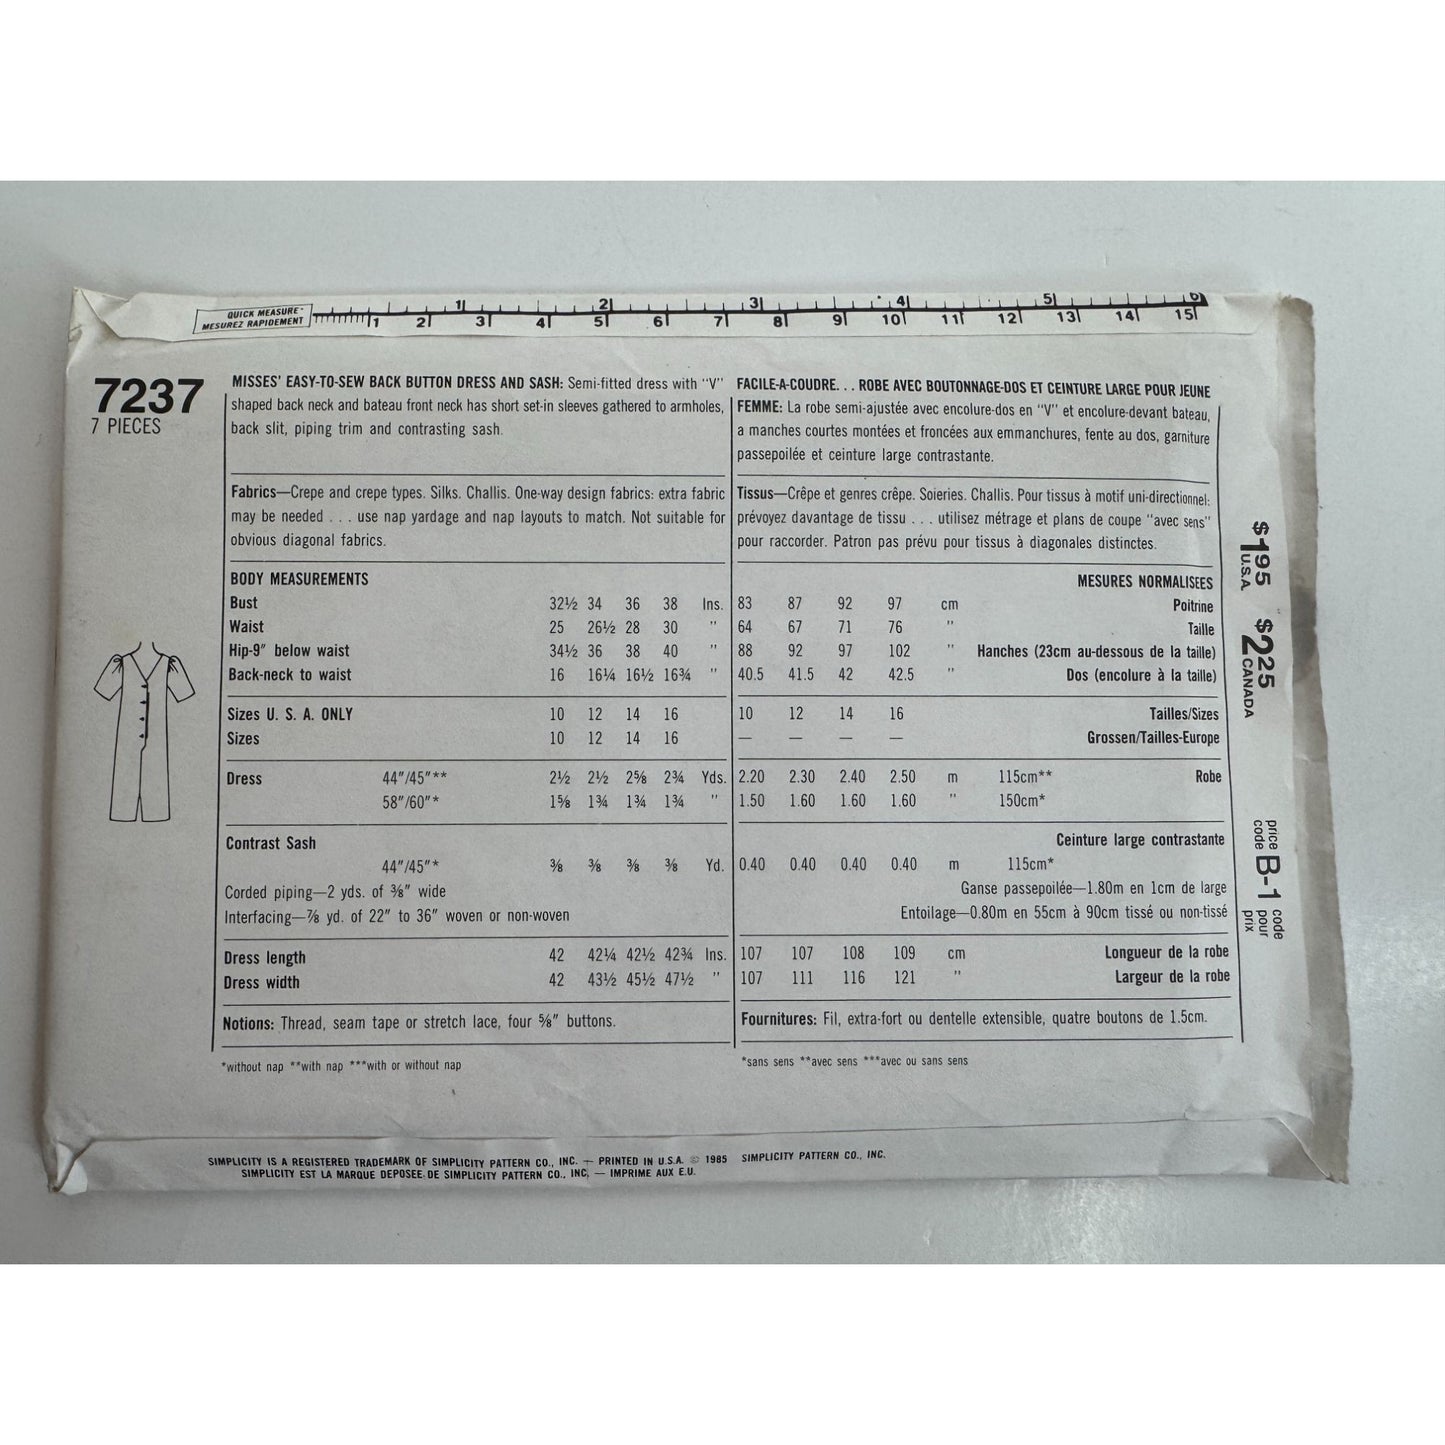 QUICK MEASURE
MESUREZ RAPIDEMENT
1 2 3 4 5 6
1 2 3 4 5 6 7 8 9 10 11 12 13 14 15
7237
7 PIECES
MISSES' EASY-TO-SEW BACK BUTTON DRESS AND SASH: Semi-fitted dress with "V"
shaped back neck and bateau front neck has short set-in sleeves gathered to armholes,
back slit, piping trim and contrasting sash.
Fabrics—Crepe and crepe types. Silks. Challis. One-way design fabrics: extra fabric
may be needed . . . use nap yardage and nap layouts to match. Not suitable for
obvious diagonal fabrics.
BODY MEASUREMENTS
Bust 32½ 34 36 38 Ins.
Waist 25 26½ 28 30 "
Hip-9" below waist 34½ 36 38 40 "
Back-neck to waist 16 16¼ 16½ 16¾ "
Sizes U. S. A. ONLY 10 12 14 16
Sizes 10 12 14 16
Dress 44"/45"** 2½ 2½ 2⅝ 2¾ Yds.
58"/60"* 1⅝ 1¾ 1¾ 1¾ "
Contrast Sash
44"/45"* ⅜ ⅜ ⅜ ⅜ Yd.
Corded piping—2 yds. of ⅜" wide
Interfacing—⅞ yd. of 22" to 36" woven or non-woven
Dress length 42 42¼ 42½ 42¾ Ins.
Dress width 42 43½ 45½ 47½ "
Notions: Thread, seam tape or stretch lace, four ⅝" buttons.
*without nap **with nap ***with or without nap
FACILE-A-COUDRE. . . ROBE AVEC BOUTONNAGE-DOS ET CEINTURE LARGE POUR JEUNE
FEMME: La robe semi-ajustée avec encolure-dos en "V" et encolure-devant bateau,
a manches courtes montées et froncées aux emmanchures, fente au dos, garniture
passepoilée et ceinture large contrastante.
Tissus—Crêpe et genres crêpe. Soieries. Challis. Pour tissus à motif uni-directionnel:
prévoyez davantage de tissu . . . utilisez métrage et plans de coupe "avec sens"
pour raccorder. Patron pas prévu pour tissus à diagonales distinctes.
MESURES NORMALISEES
83 87 92 97 cm Poitrine
64 67 71 76 " Taille
88 92 97 102 " Hanches (23cm au-dessous de la taille)
40.5 41.5 42 42.5 " Dos (encolure à la taille)
10 12 14 16 Tailles/Sizes
— — — — Grossen/Tailles-Europe
2.20 2.30 2.40 2.50 m 115cm** Robe
1.50 1.60 1.60 1.60 " 150cm*
Ceinture large contrastante
0.40 0.40 0.40 0.40 m 115cm*
Ganse passepoilée—1.80m en 1cm de large
Entoilage—0.80m en 55cm à 90cm tissé ou non-tissé
107 107 108 109 cm Longueur de la robe
107 111 116 121 " Largeur de la robe
Fournitures: Fil, extra-fort ou dentelle extensible, quatre boutons de 1.5cm.
*sans sens **avec sens ***avec ou sans sens
$1.95 U.S.A.
$2.25 CANADA
price code B-1 code pour prix
SIMPLICITY IS A REGISTERED TRADEMARK OF SIMPLICITY PATTERN CO., INC. — PRINTED IN U.S.A. © 1985 SIMPLICITY PATTERN CO., INC.
SIMPLICITY EST LA MARQUE DEPOSEE DE SIMPLICITY PATTERN CO., INC. — IMPRIME AUX E.U.